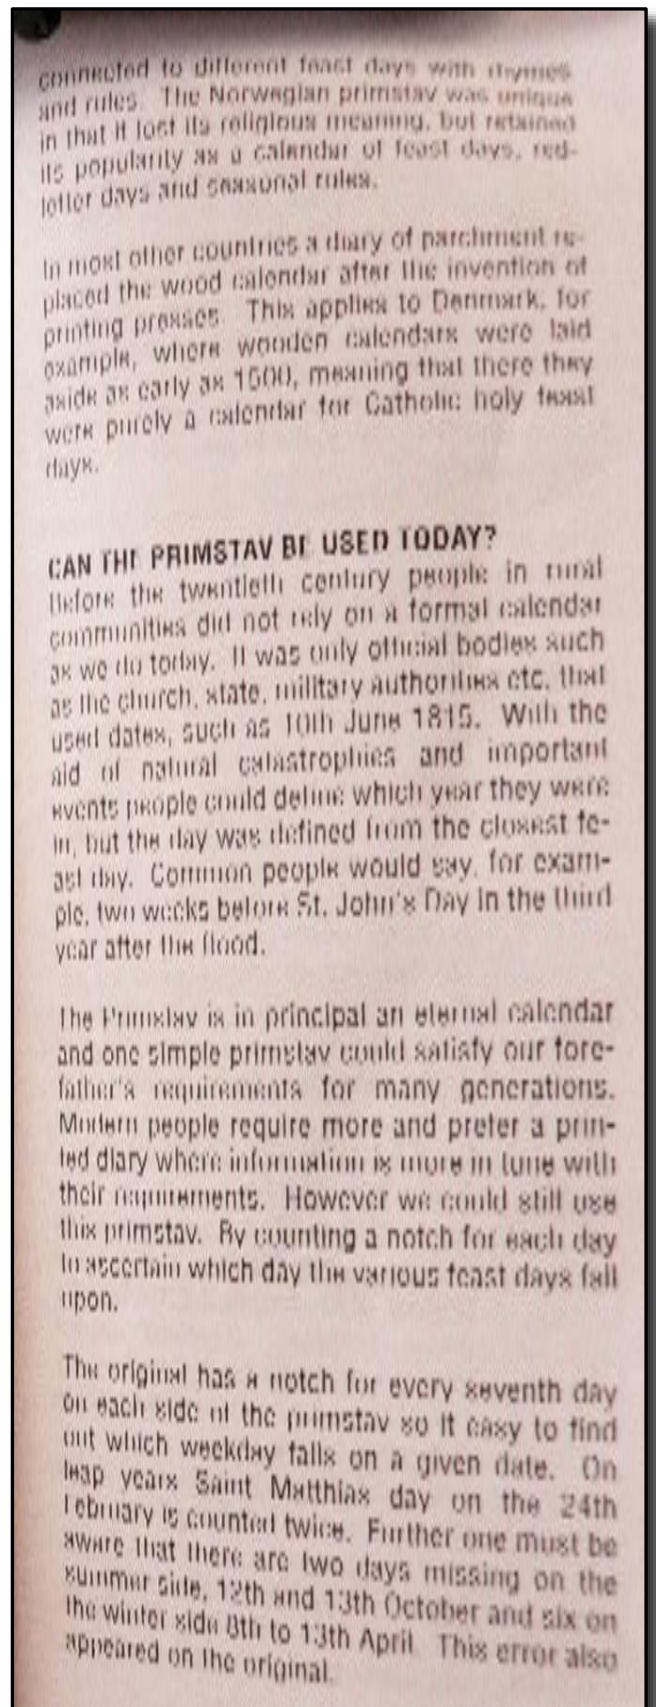 connected to different feast days with rhymes
and rules. The Norwegian primstav was unique
in that it lost its religious meaning, but retained
its popularity as a calendar of feast days, red-
letter days and seasonal rules.

In most other countries a diary of parchment re-
placed the wood calendar after the invention of
printing presses. This applies to Denmark, for
example, where wooden calendars were laid
aside as early as 1500, meaning that there they
were purely a calendar for Catholic holy feast
days.

CAN THE PRIMSTAV BE USED TODAY?
Before the twentieth century people in rural
communities did not rely on a formal calendar
as we do today. It was only official bodies such
as the church, state, military authorities etc. that
used dates, such as 10th June 1815. With the
aid of natural catastrophies and important
events people could define which year they were
in, but the day was defined from the closest fe-
ast day. Common people would say, for exam-
ple, two weeks before St. John's Day in the third
year after the flood.

The Primstav is in principal an eternal calendar
and one simple primstav could satisfy our fore-
father's requirements for many generations.
Modern people require more and prefer a prin-
ted diary where information is more in tune with
their requirements. However we could still use
this primstav. By counting a notch for each day
to ascertain which day the various feast days fall
upon.

The original has a notch for every seventh day
on each side of the primstav so it easy to find
out which weekday falls on a given date. On
leap years Saint Matthias day on the 24th
February is counted twice. Further one must be
aware that there are two days missing on the
summer side, 12th and 13th October and six on
the winter side 8th to 13th April. This error also
appeared on the original.